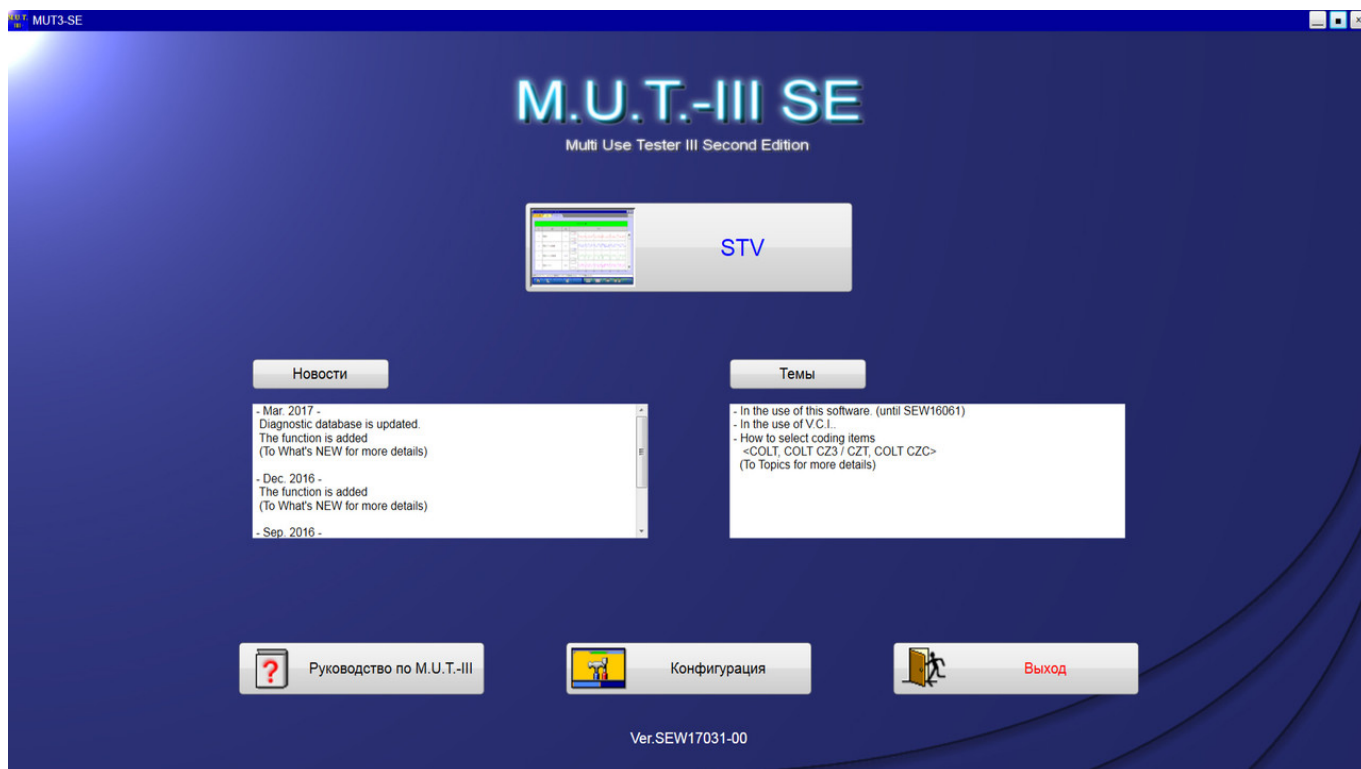 M.U.T. III MUT3-SE
M.U.T.-III SE
Multi Use Tester III Second Edition
STV
Новости
Темы
- Mar. 2017 -
Diagnostic database is updated.
The function is added
(To What's NEW for more details)
- Dec. 2016 -
The function is added
(To What's NEW for more details)
- Sep. 2016 -
- In the use of this software. (until SEW16061)
- In the use of V.C.I..
- How to select coding items
<COLT, COLT CZ3 / CZT, COLT CZC>
(To Topics for more details)
Руководство по M.U.T.-III
Конфигурация
Выход
Ver.SEW17031-00